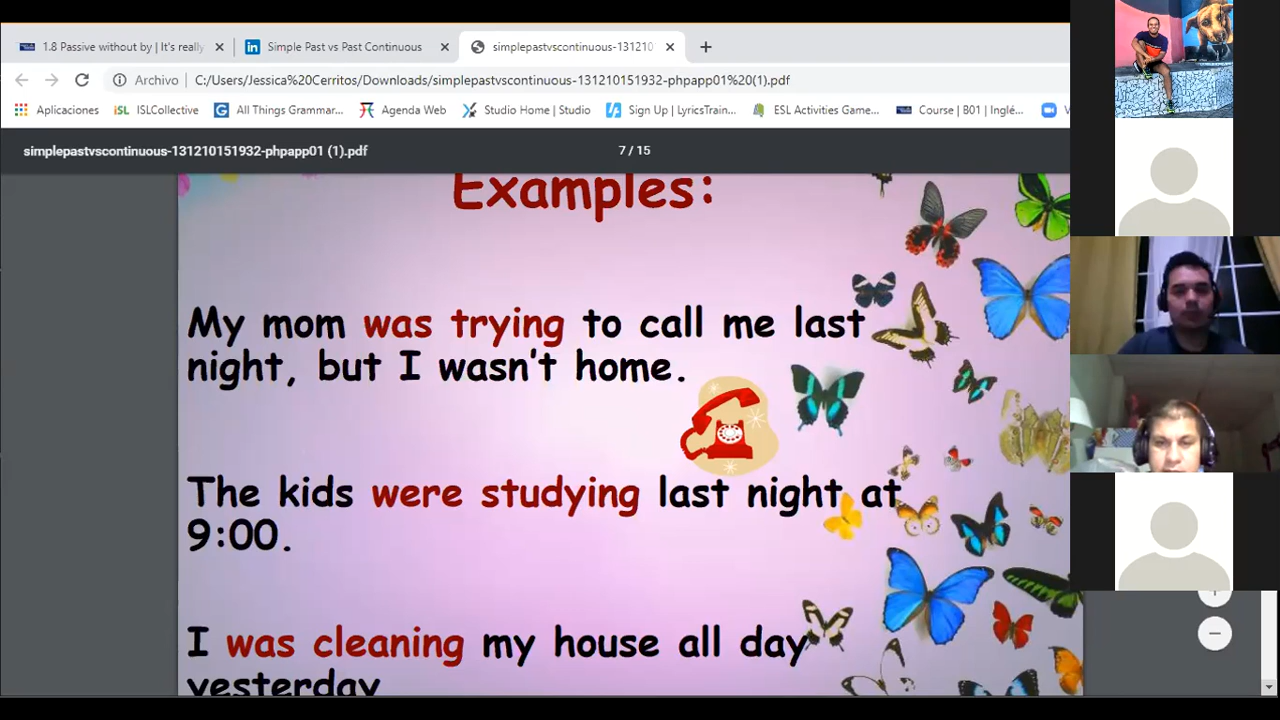 1.8 Passive without by | It's really
Simple Past vs Past Continuous
simplepastvscontinuous-131210151
Archivo
C:/Users/Jessica%20Cerritos/Downloads/simplepastvscontinuous-131210151932-phpapp01%20(1).pdf
Aplicaciones
iSL ISLCollective
All Things Grammar...
Agenda Web
Studio Home | Studio
Sign Up | LyricsTrain...
ESL Activities Game...
Course | B01 | Inglé...
simplepastvscontinuous-131210151932-phpapp01 (1).pdf
7 / 15
Examples:
My mom was trying to call me last
night, but I wasn't home.
The kids were studying last night at
9:00.
I was cleaning my house all day
yesterday